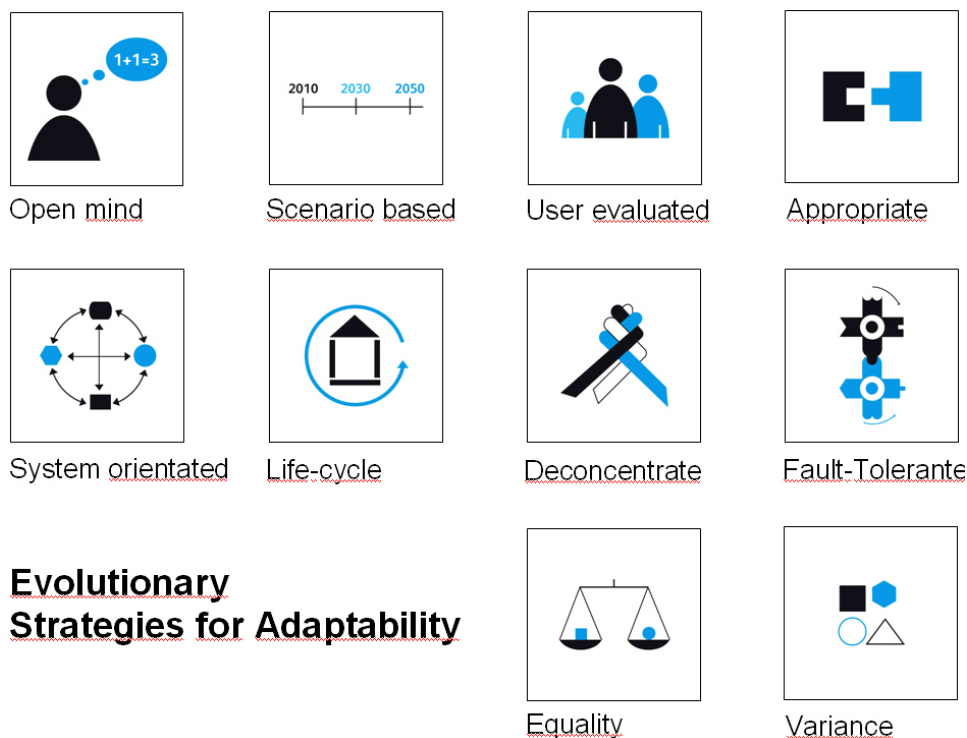 1+1=3
2010 2030 2050
Open mind
Scenario based
User evaluated
Appropriate
System orientated
Life-cycle
Deconcentrate
Fault-Tolerante
Evolutionary
Strategies for Adaptability
Equality
Variance